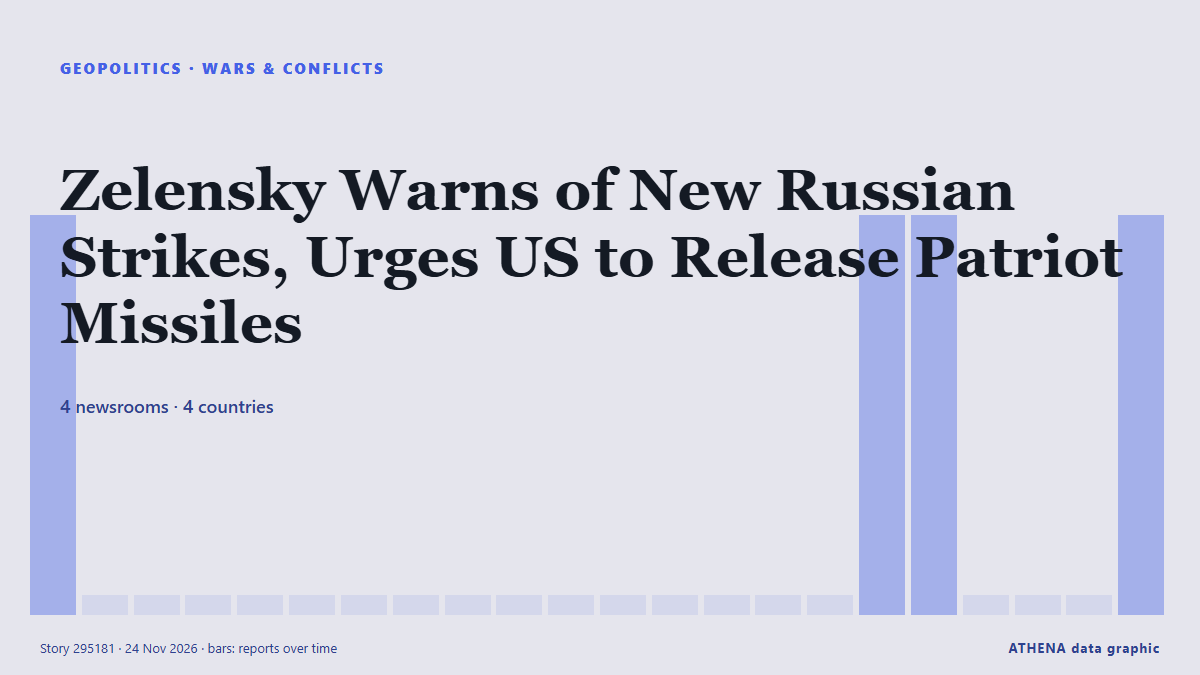 GEOPOLITICS · WARS & CONFLICTS
Zelensky Warns of New Russian
Strikes, Urges US to Release Patriot
Missiles
4 newsrooms · 4 countries
Story 295181 · 24 Nov 2026 · bars: reports over time
ATHENA data graphic